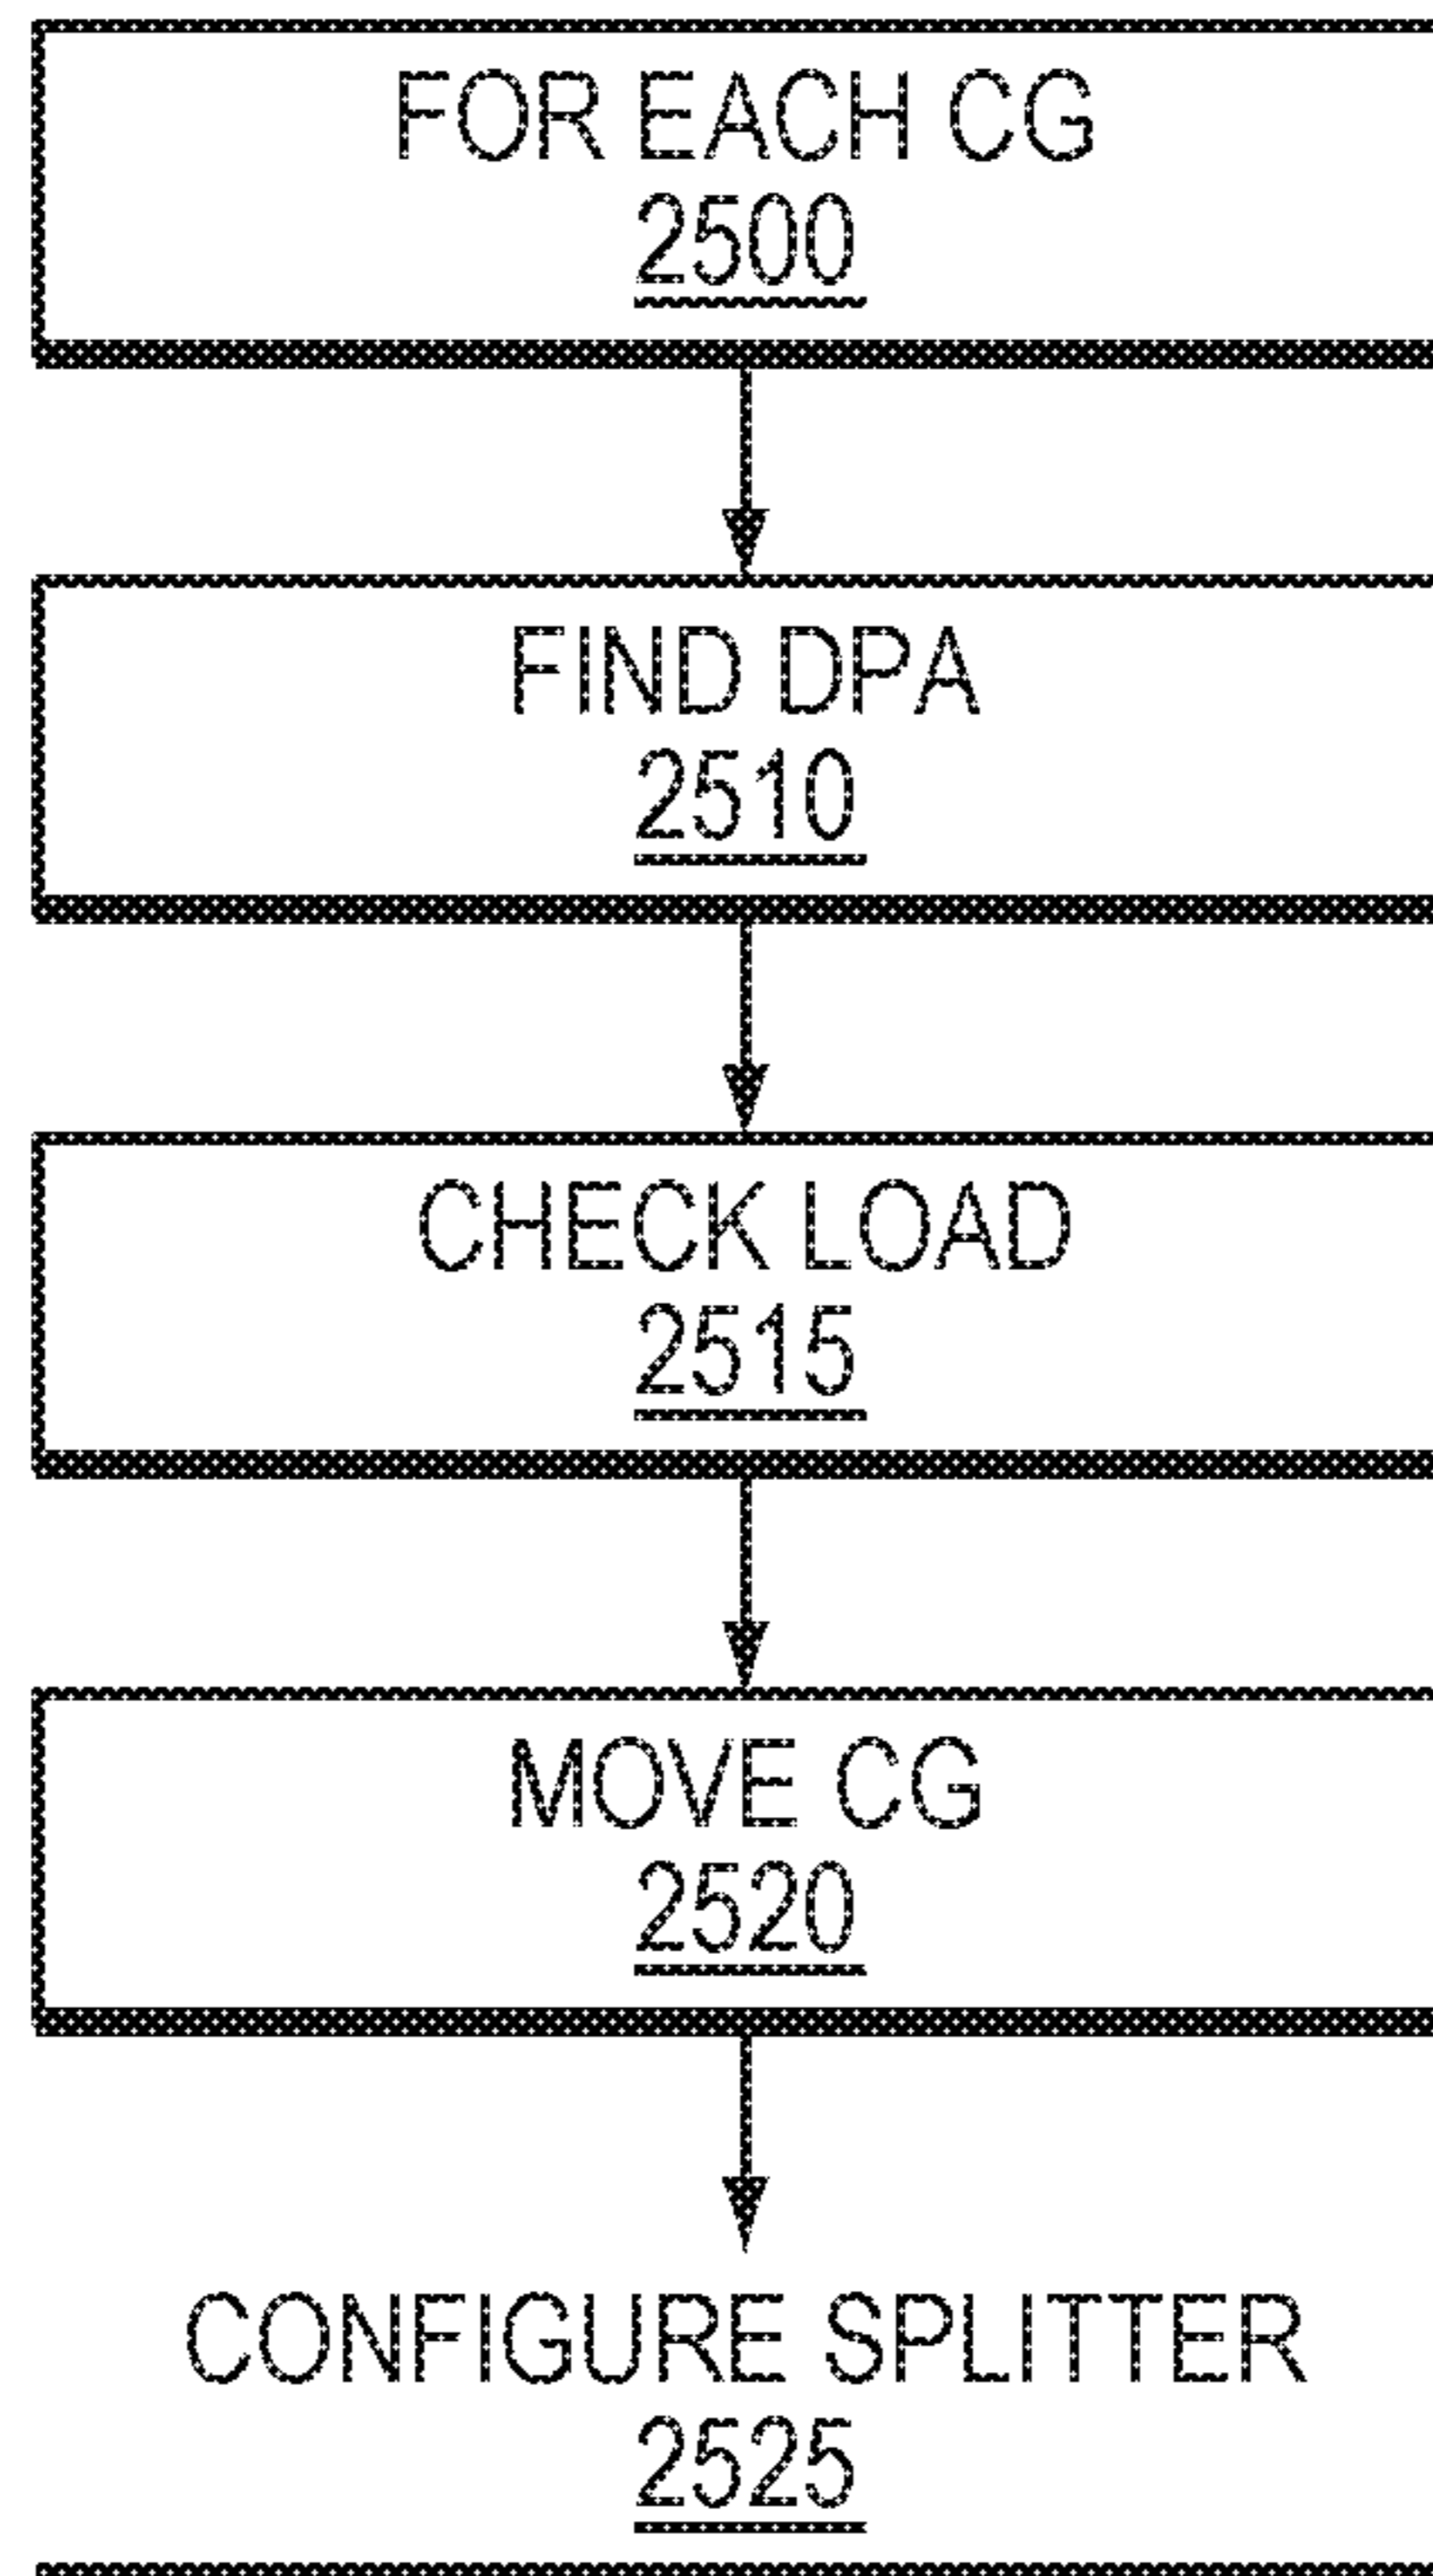 FOR EACH CG
2500
FIND DPA
2510
CHECK LOAD
2515
MOVE CG
2520
CONFIGURE SPLITTER
2525